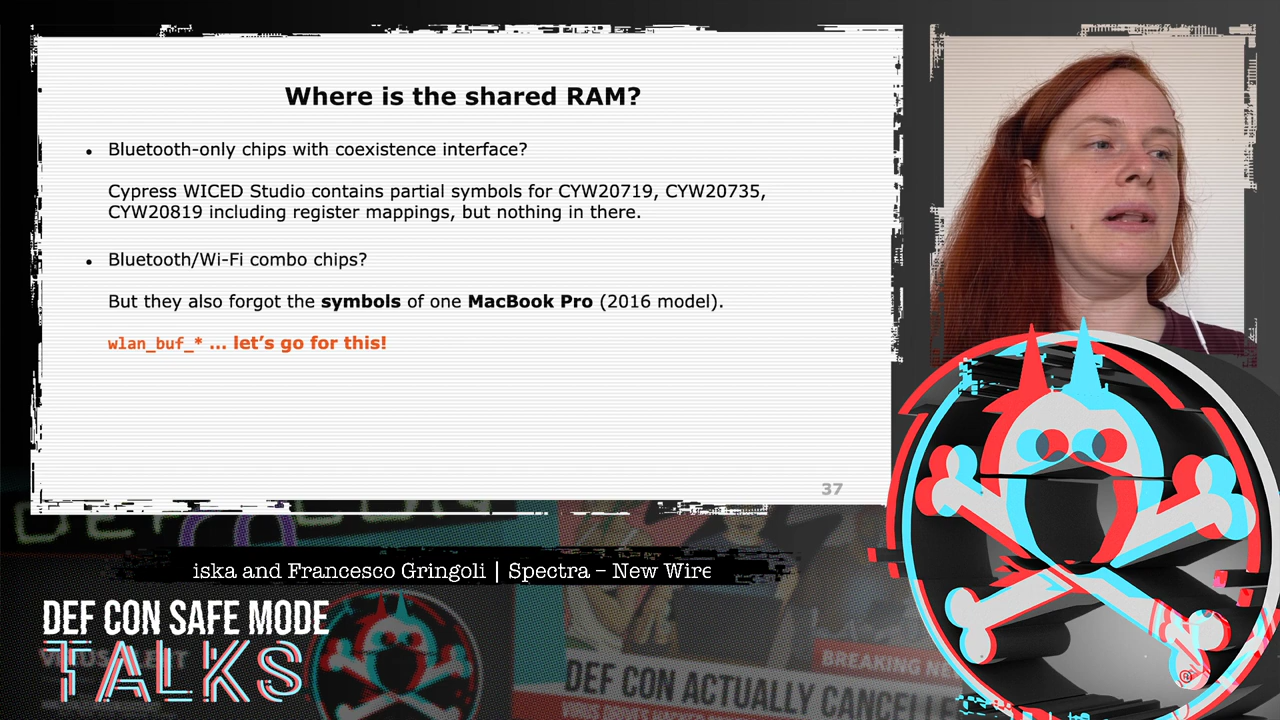 Where is the shared RAM?
• Bluetooth-only chips with coexistence interface?
Cypress WICED Studio contains partial symbols for CYW20719, CYW20735,
CYW20819 including register mappings, but nothing in there.
• Bluetooth/Wi-Fi combo chips?
But they also forgot the symbols of one MacBook Pro (2016 model).
wlan_buf_* ... let's go for this!
37
iska and Francesco Gringoli | Spectra – New Wire
DEF CON SAFE MODE
TALKS
DEF CON
BREAKING NE
DEF CON ACTUALLY CANCELLE
®